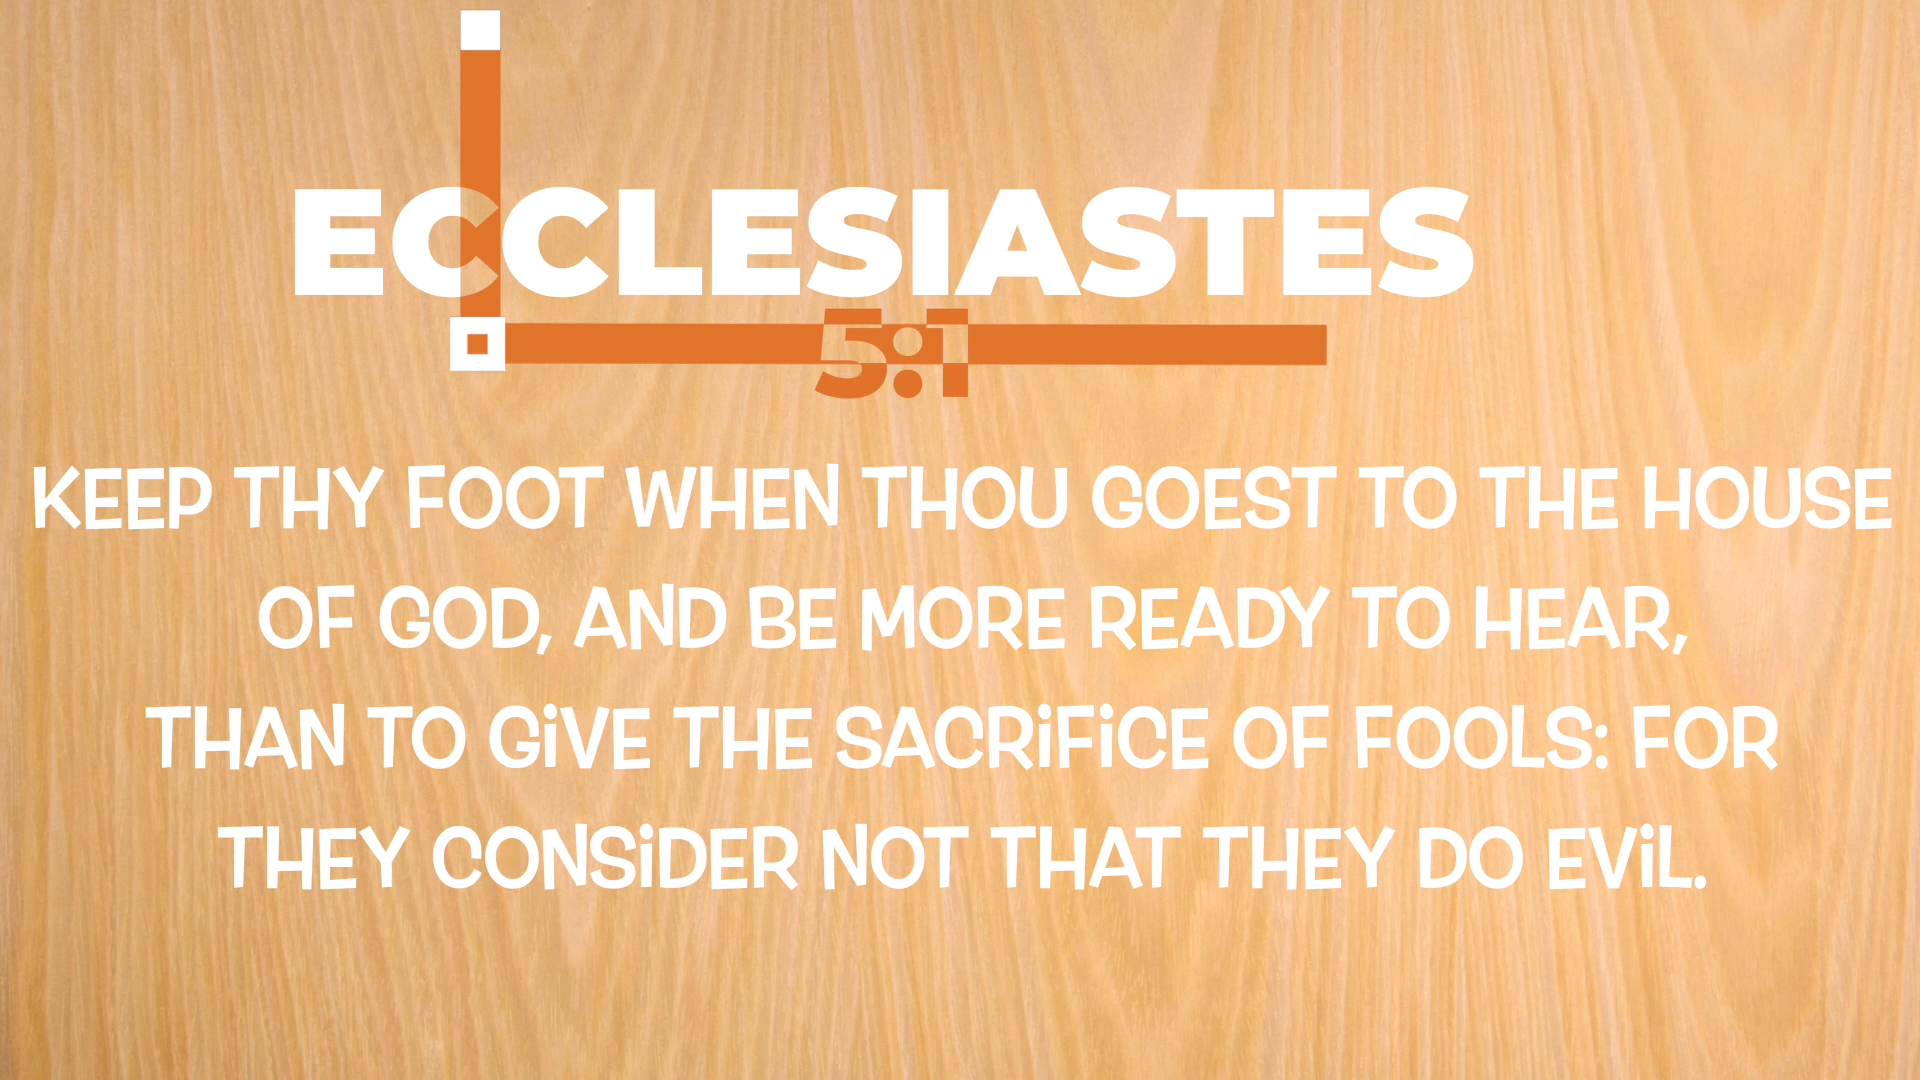 ECCLESIASTES
5:1
KEEP THY FOOT WHEN THOU GOEST TO THE HOUSE
OF GOD, AND BE MORE READY TO HEAR,
THAN TO GiVE THE SACRiFiCE OF FOOLS: FOR
THEY CONSiDER NOT THAT THEY DO EViL.